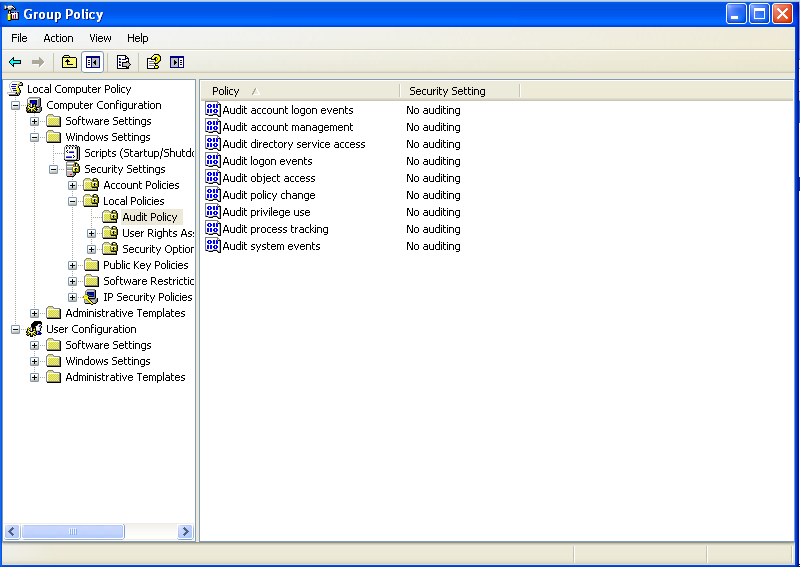 Group Policy
File Action View Help
Local Computer Policy
Computer Configuration
Software Settings
Windows Settings
Scripts (Startup/Shutdo
Security Settings
Account Policies
Local Policies
Audit Policy
User Rights Ass
Security Option
Public Key Policies
Software Restrictio
IP Security Policies
Administrative Templates
User Configuration
Software Settings
Windows Settings
Administrative Templates
Policy Security Setting
Audit account logon events No auditing
Audit account management No auditing
Audit directory service access No auditing
Audit logon events No auditing
Audit object access No auditing
Audit policy change No auditing
Audit privilege use No auditing
Audit process tracking No auditing
Audit system events No auditing